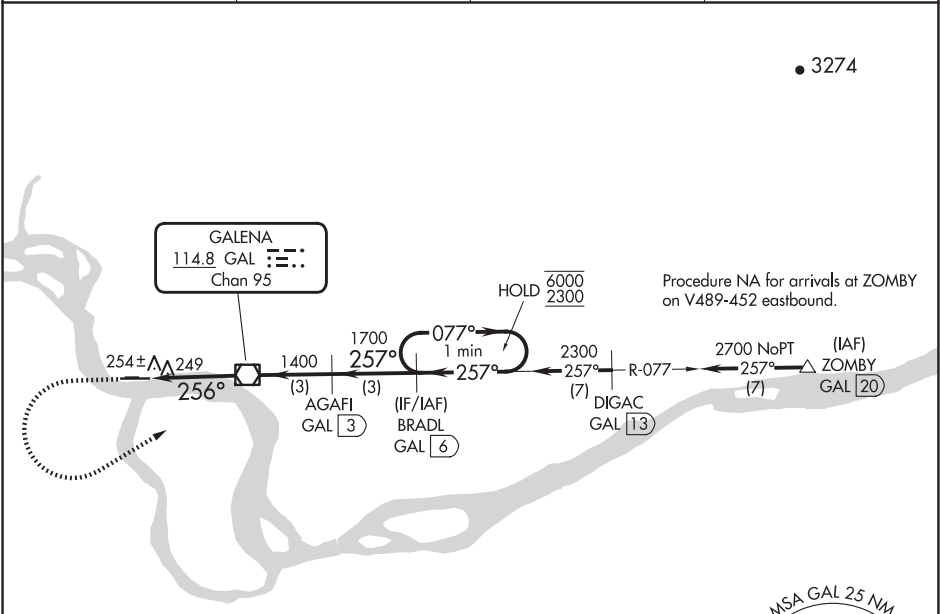 3274
GALENA
114.8 GAL
Chan 95
HOLD 6000
2300
Procedure NA for arrivals at ZOMBY
on V489-452 eastbound.
077°
1 min
257°
254± 249
256°
1400
(3)
1700
257°
(3)
2300
257°
(7)
R-077
2700 NoPT
257°
(7)
(IAF)
ZOMBY
GAL 20
AGAFI
GAL 3
(IF/IAF)
BRADL
GAL 6
DIGAC
GAL 13
MSA GAL 25 NM